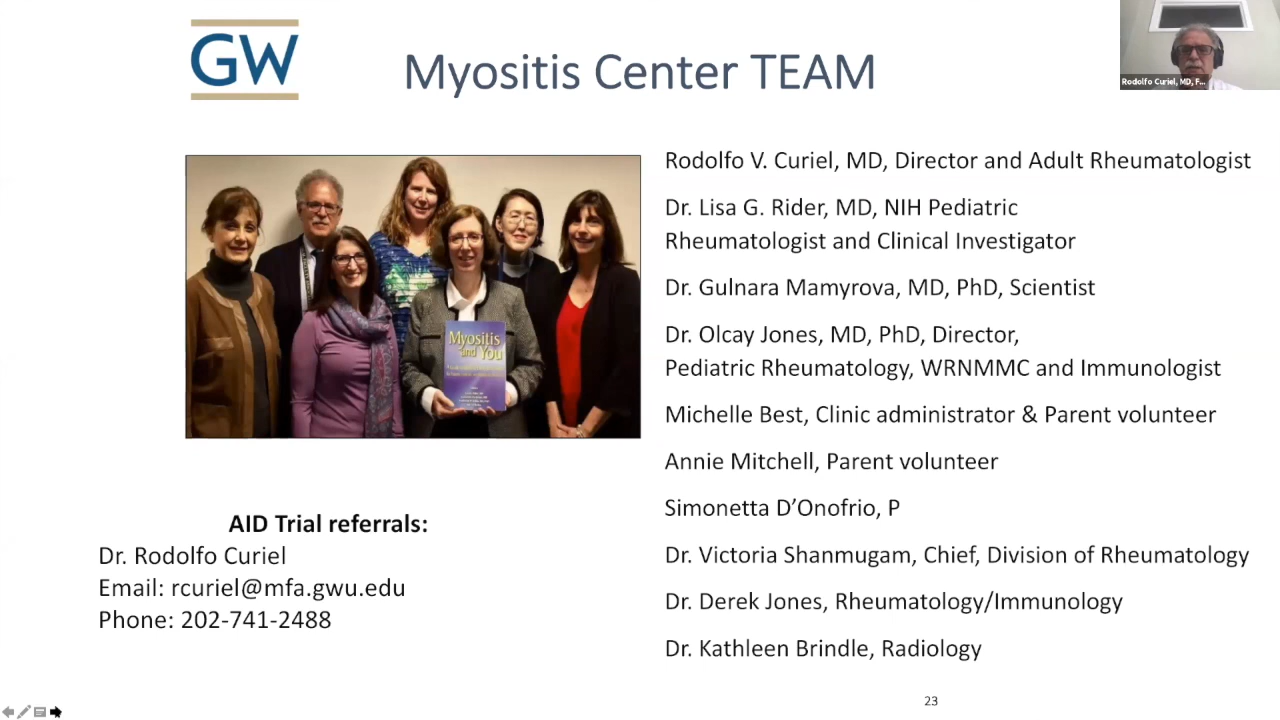 GW
Myositis Center TEAM
Rodolfo Curiel, MD, F...
Myositis
and You
Rodolfo V. Curiel, MD, Director and Adult Rheumatologist
Dr. Lisa G. Rider, MD, NIH Pediatric
Rheumatologist and Clinical Investigator
Dr. Gulnara Mamyrova, MD, PhD, Scientist
Dr. Olcay Jones, MD, PhD, Director,
Pediatric Rheumatology, WRNMMC and Immunologist
Michelle Best, Clinic administrator & Parent volunteer
Annie Mitchell, Parent volunteer
Simonetta D’Onofrio, P
Dr. Victoria Shanmugam, Chief, Division of Rheumatology
Dr. Derek Jones, Rheumatology/Immunology
Dr. Kathleen Brindle, Radiology
AID Trial referrals:
Dr. Rodolfo Curiel
Email: rcuriel@mfa.gwu.edu
Phone: 202-741-2488
23